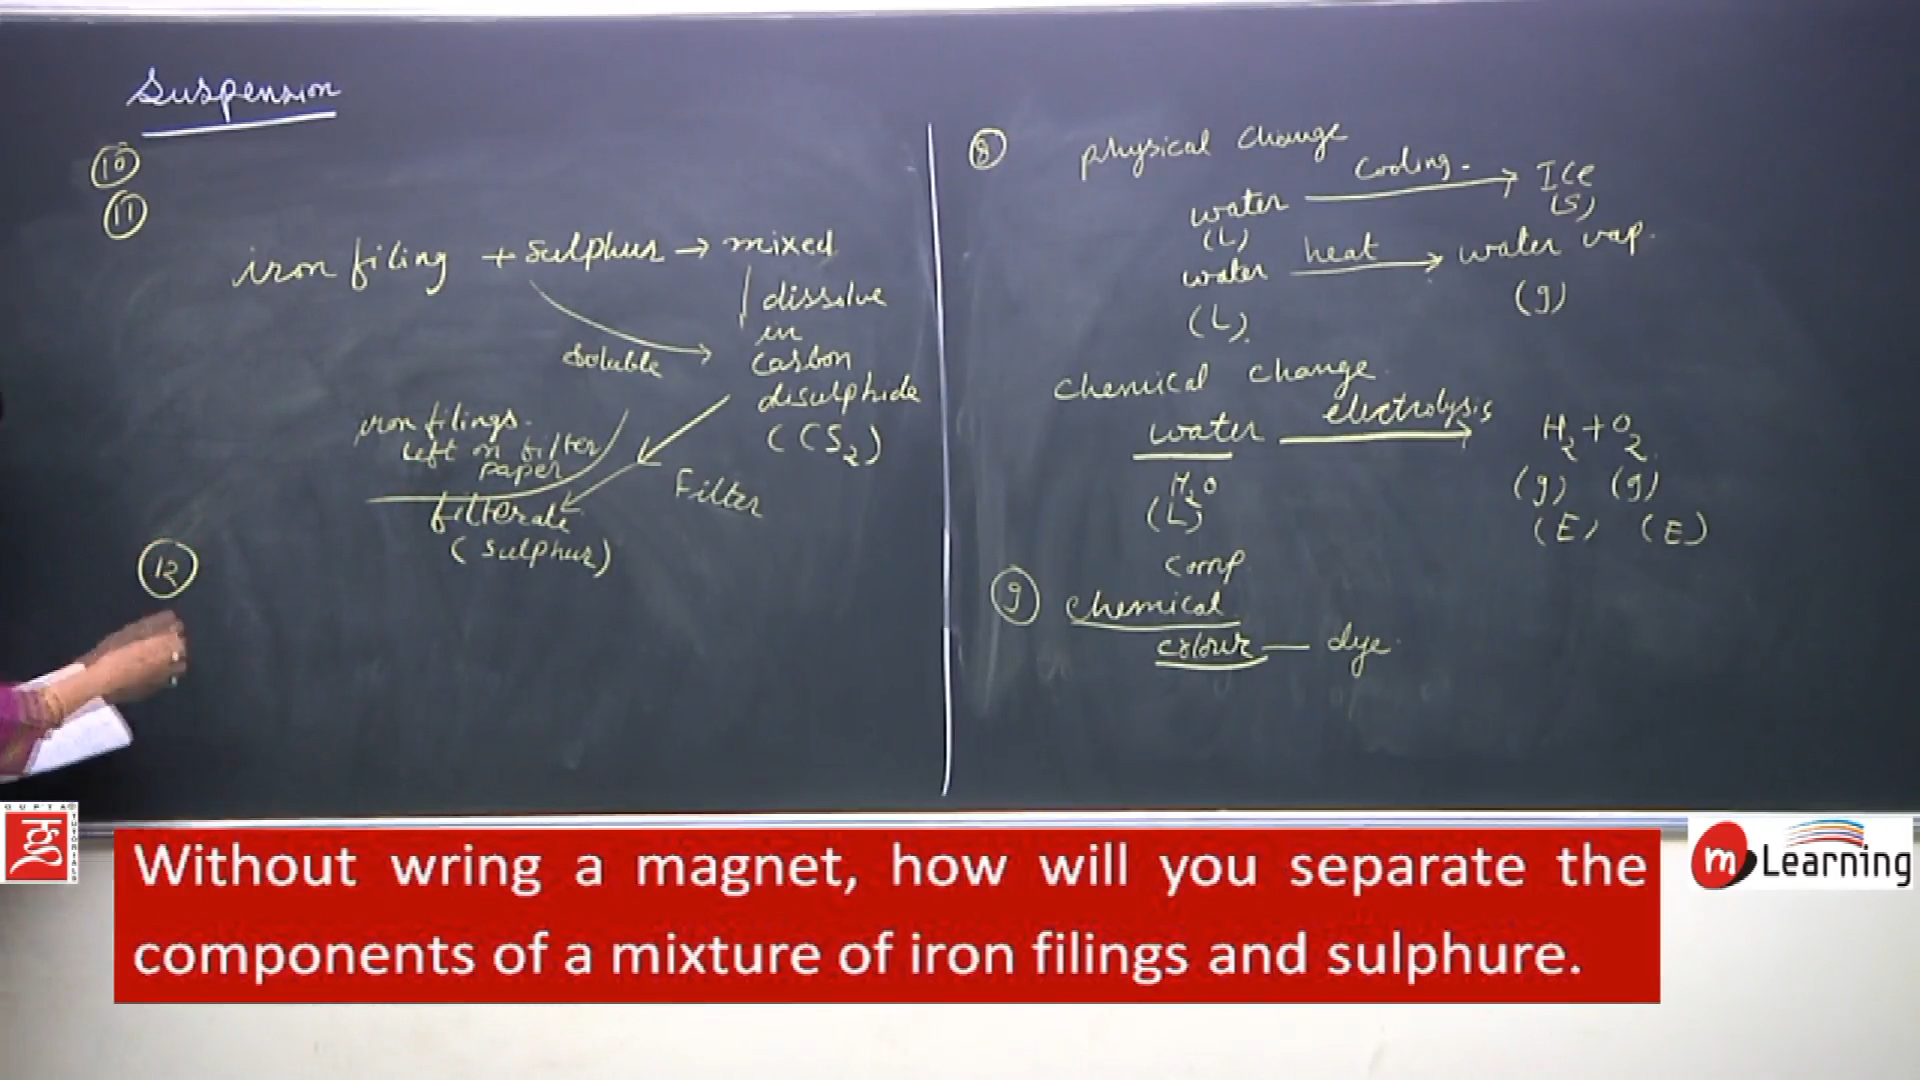 Suspension
10
11
iron filing + sulphur → mixed
dissolve
in
carbon
disulphide
(CS2)
soluble
Filter
iron filings.
left on filter
paper
filterate
(sulphur)
12
8
physical change
water cooling. → Ice
(L) (S)
water heat → water vap.
(L) (g)
chemical change.
water electrolysis → H2 + O2
H2O (g) (g)
(L) (E) (E)
comp
9 chemical
colour — dye
GUPTA TUTORIALS
m Learning
Without wring a magnet, how will you separate the
components of a mixture of iron filings and sulphure.